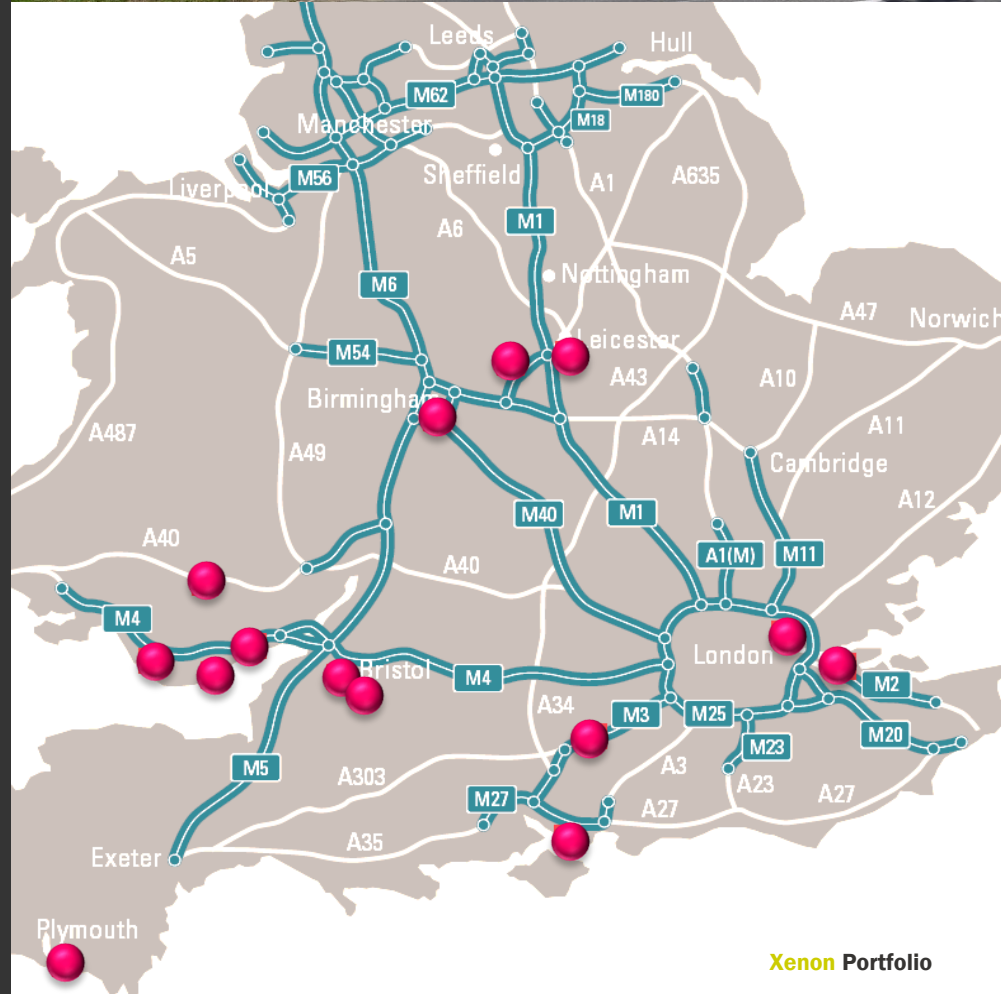 Leeds
Hull
M62
M180
M18
Manchester
Sheffield
M56
Liverpool
A1
A635
M1
A6
A5
Nottingham
M6
A47
Norwich
Leicester
M54
A43
A10
Birmingham
A487
A49
A14
A11
Cambridge
A12
M40
M1
A40
A40
A1(M)
M11
M4
London
Bristol
M4
M2
A34
M3
M25
M20
M23
M5
A303
A3
A23
M27
A27
A27
A35
Exeter
Plymouth
Xenon Portfolio